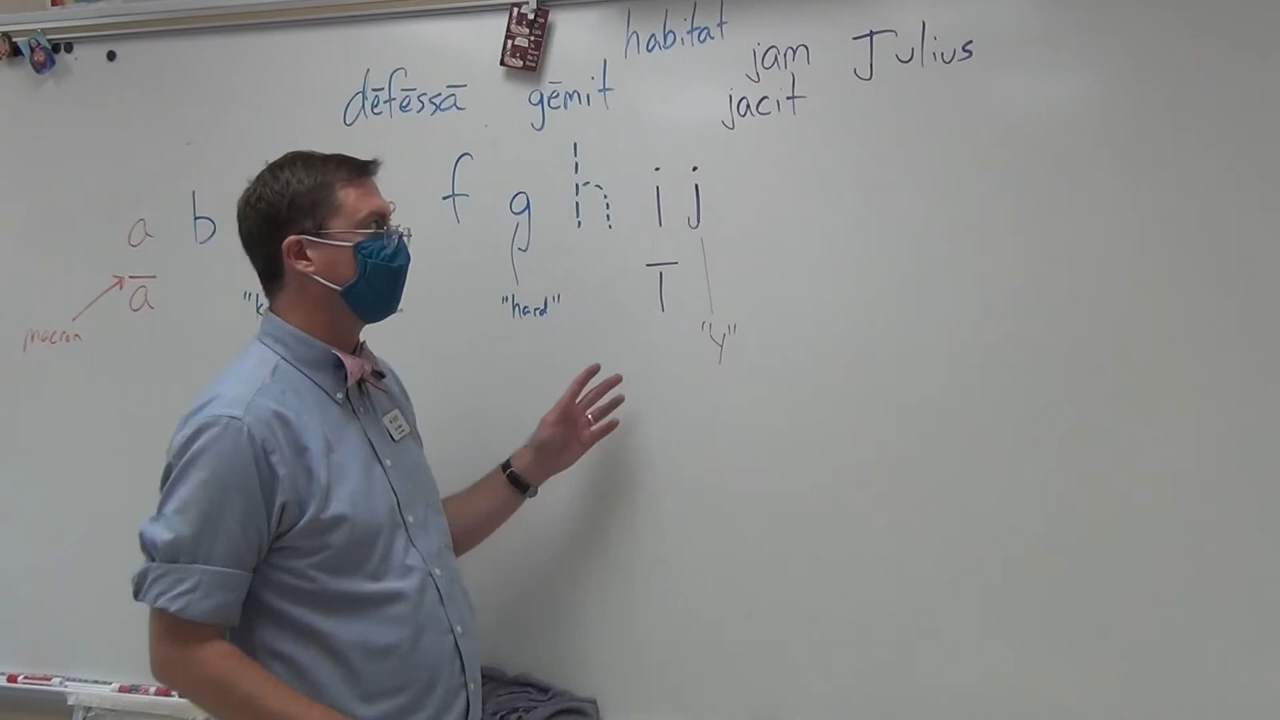 habitat
jam Julius
dēfēssā gēmit jacit
a b f g h i j
ā "k "hard" ī
macron "y"